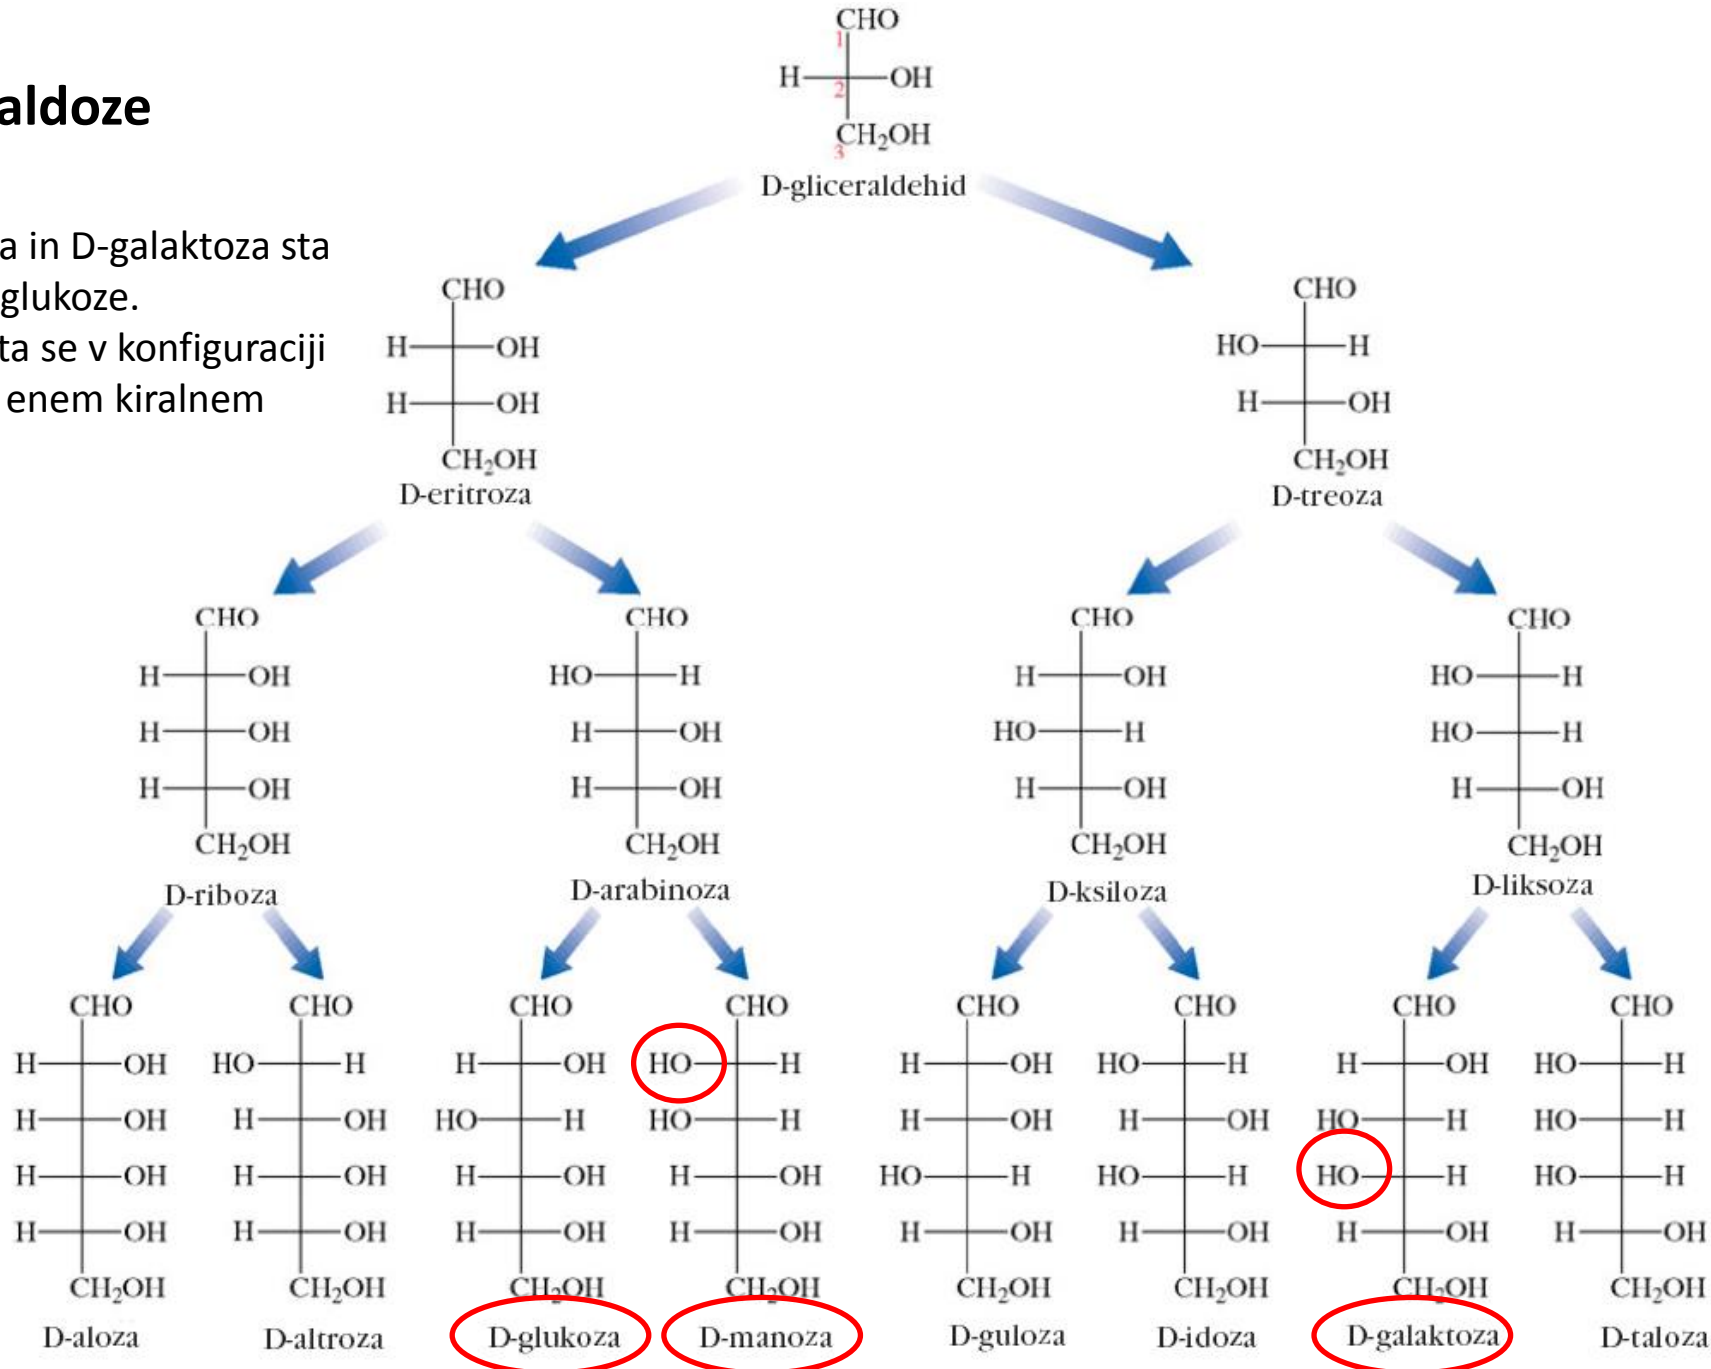 aldoze
a in D-galaktoza sta
glukoze.
ta se v konfiguraciji
enem kiralnem
CHO
1
H OH
2
CH₂OH
3
D-gliceraldehid
CHO CHO
H OH HO H
H OH H OH
CH₂OH CH₂OH
D-eritroza D-treoza
CHO CHO CHO CHO
H OH HO H H OH HO H
H OH H OH HO H HO H
H OH H OH H OH H OH
CH₂OH CH₂OH CH₂OH CH₂OH
D-riboza D-arabinoza D-ksiloza D-liksoza
CHO CHO CHO CHO CHO CHO CHO CHO
H OH HO H H OH HO H H OH HO H H OH HO H
H OH H OH HO H HO H H OH H OH HO H HO H
H OH H OH H OH H OH HO H HO H HO H HO H
H OH H OH H OH H OH H OH H OH H OH H OH
CH₂OH CH₂OH CH₂OH CH₂OH CH₂OH CH₂OH CH₂OH CH₂OH
D-aloza D-altroza D-glukoza D-manoza D-guloza D-idoza D-galaktoza D-taloza